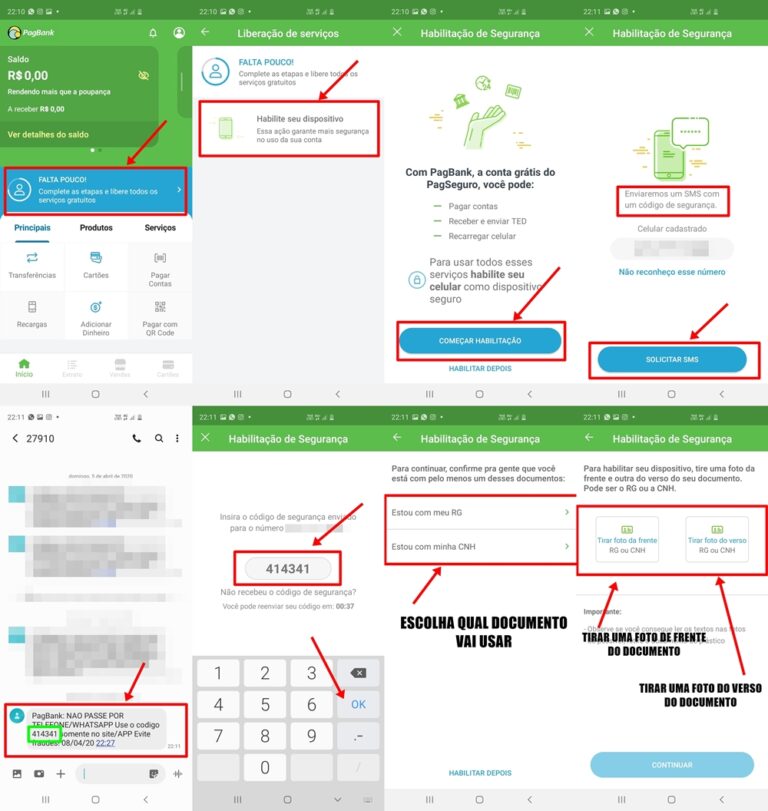 22:10
PagBank
Saldo
R$ 0,00
Rendendo mais que a poupança
A receber R$ 0,00
Ver detalhes do saldo
FALTA POUCO!
Complete as etapas e libere todos os
serviços gratuitos
Principais
Produtos
Serviços
Transferências
Cartões
Pagar
Contas
Recargas
Adicionar
Dinheiro
Pagar com
QR Code
Início
Extrato
Vendas
Cartões
22:10
Liberação de serviços
FALTA POUCO!
Complete as etapas e libere todos os
serviços gratuitos
Habilite seu dispositivo
Essa ação garante mais segurança
no uso da sua conta
22:10
Habilitação de Segurança
24
Com PagBank, a conta grátis do
PagSeguro, você pode:
Pagar contas
Receber e enviar TED
Recarregar celular
Para usar todos esses
serviços habilite seu
celular como dispositivo
seguro
COMEÇAR HABILITAÇÃO
HABILITAR DEPOIS
22:11
Habilitação de Segurança
Enviaremos um SMS com
um código de segurança.
Celular cadastrado
Não reconheço esse número
SOLICITAR SMS
22:11
27910
domingo, 5 de abril de 2020
PagBank: NAO PASSE POR
TELEFONE/WHATSAPP Use o codigo
414341 somente no site/APP Evite
fraudes. 08/04/20 22:27
22:11
22:11
Habilitação de Segurança
Insira o código de segurança enviado
para o número
414341
Não recebeu o código de segurança?
Você pode reenviar seu código em: 00:37
1 2 3
4 5 6 OK
7 8 9 .-
0 /
HABILITAR DEPOIS
22:11
Habilitação de Segurança
Para continuar, confirme pra gente que você
está com pelo menos um desses documentos:
Estou com meu RG
Estou com minha CNH
ESCOLHA QUAL DOCUMENTO
VAI USAR
22:11
Habilitação de Segurança
Para habilitar seu dispositivo, tire uma foto da
frente e outra do verso do seu documento.
Pode ser o RG ou a CNH.
Tirar foto da frente
RG ou CNH
Tirar foto do verso
RG ou CNH
Importante:
- Observe se você consegue ler os textos nas fotos
TIRAR UMA FOTO DE FRENTE
DO DOCUMENTO
TIRAR UMA FOTO DO VERSO
DO DOCUMENTO
CONTINUAR